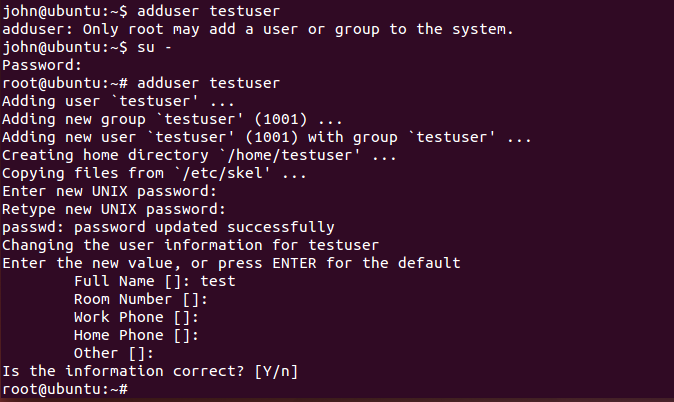 john@ubuntu:~$ adduser testuser
adduser: Only root may add a user or group to the system.
john@ubuntu:~$ su -
Password:
root@ubuntu:~# adduser testuser
Adding user `testuser' ...
Adding new group `testuser' (1001) ...
Adding new user `testuser' (1001) with group `testuser' ...
Creating home directory `/home/testuser' ...
Copying files from `/etc/skel' ...
Enter new UNIX password:
Retype new UNIX password:
passwd: password updated successfully
Changing the user information for testuser
Enter the new value, or press ENTER for the default
        Full Name []: test
        Room Number []:
        Work Phone []:
        Home Phone []:
        Other []:
Is the information correct? [Y/n]
root@ubuntu:~#